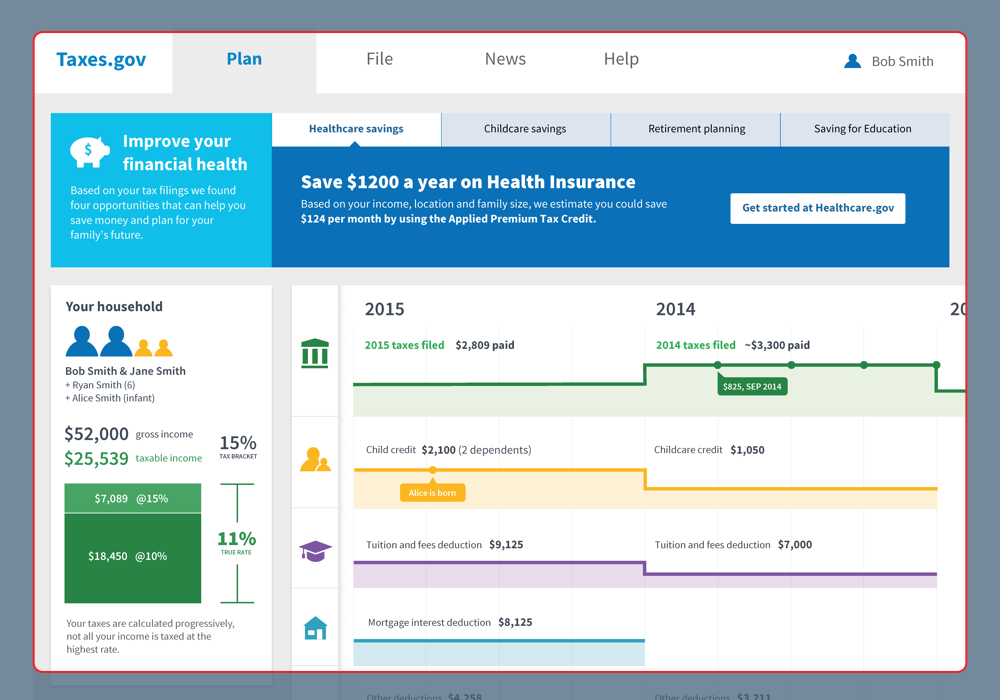 Taxes.gov
Plan
File
News
Help
Bob Smith
Improve your
financial health
Based on your tax filings we found
four opportunities that can help you
save money and plan for your
family's future.
Healthcare savings
Childcare savings
Retirement planning
Saving for Education
Save $1200 a year on Health Insurance
Based on your income, location and family size, we estimate you could save
$124 per month by using the Applied Premium Tax Credit.
Get started at Healthcare.gov
Your household
Bob Smith & Jane Smith
+ Ryan Smith (6)
+ Alice Smith (infant)
$52,000 gross income
$25,539 taxable income
15%
TAX BRACKET
$7,089 @15%
$18,450 @10%
11%
TRUE RATE
Your taxes are calculated progressively,
not all your income is taxed at the
highest rate.
2015
2014
20
2015 taxes filed $2,809 paid
2014 taxes filed ~$3,300 paid
$825, SEP 2014
Child credit $2,100 (2 dependents)
Childcare credit $1,050
Alice is born
Tuition and fees deduction $9,125
Tuition and fees deduction $7,000
Mortgage interest deduction $8,125
Other deductions $4,258
Other deductions $3,211